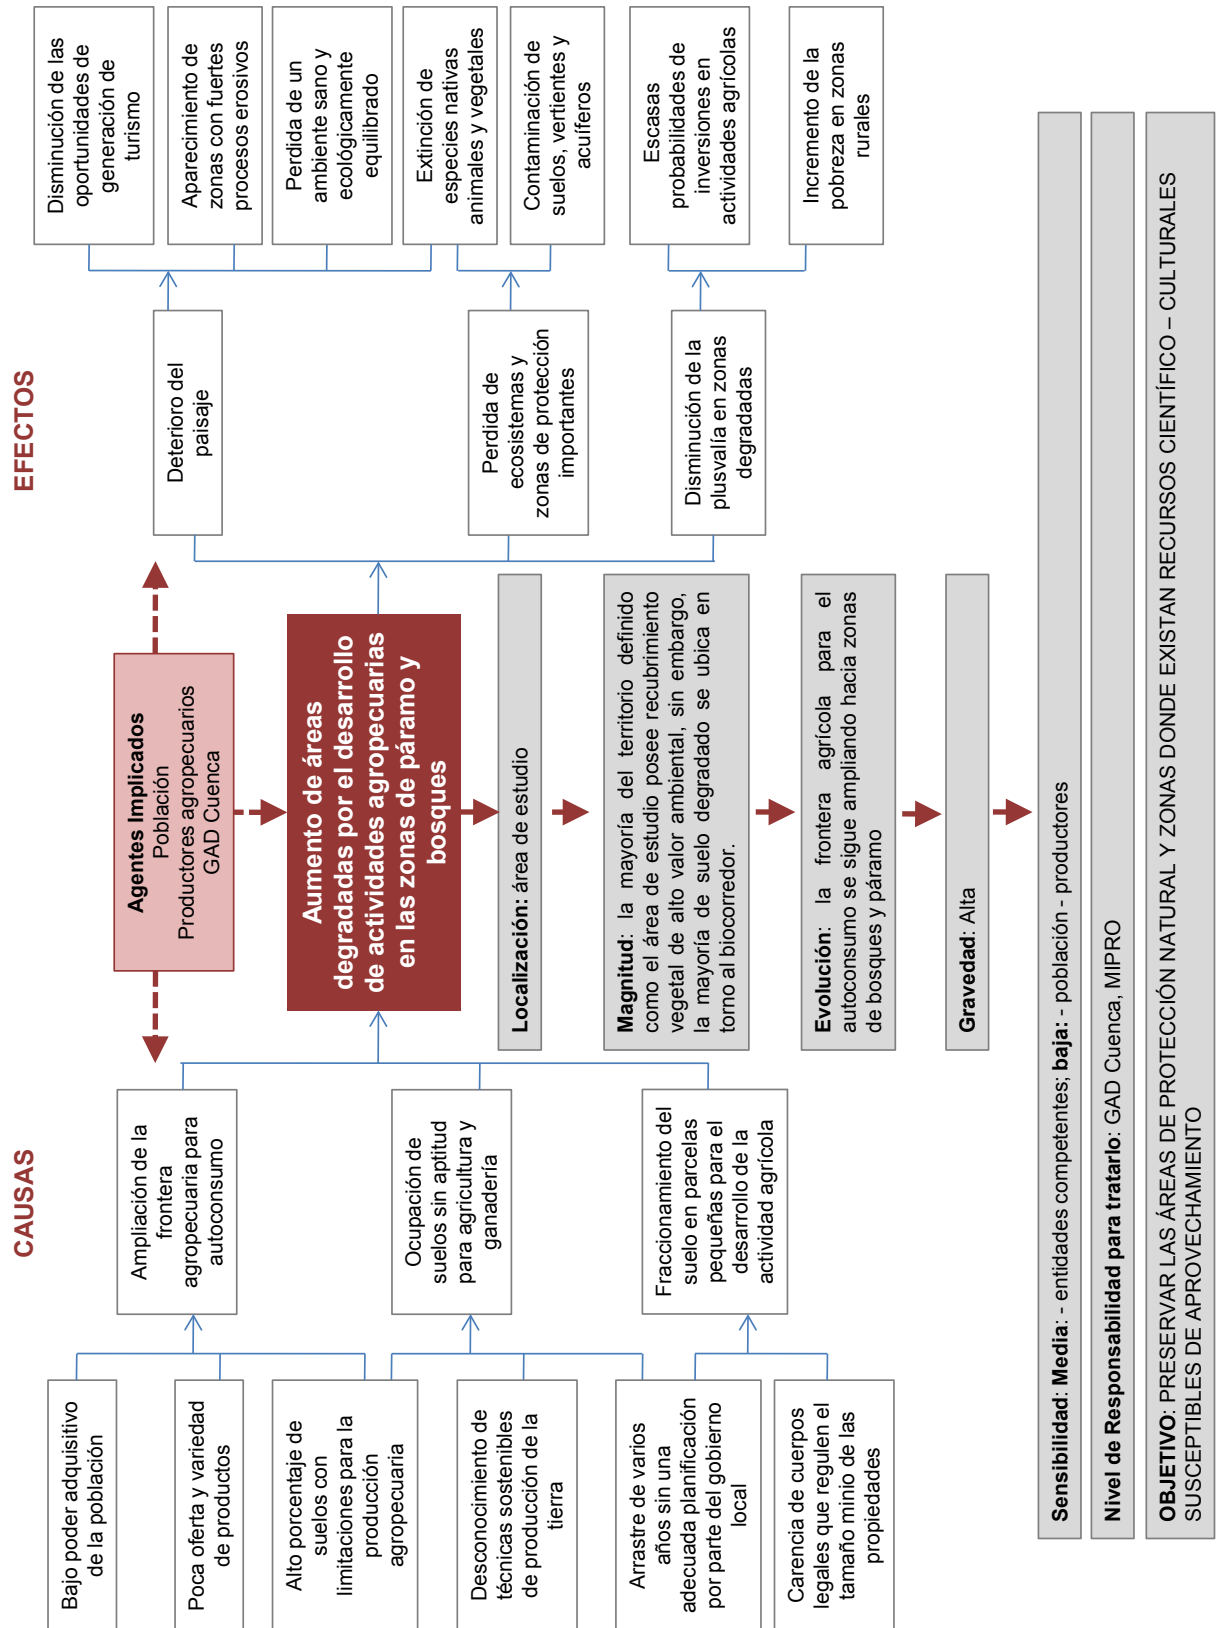 CAUSAS
EFECTOS
Bajo poder adquisitivo
de la población
Poca oferta y variedad
de productos
Alto porcentaje de
suelos con
limitaciones para la
producción
agropecuaria
Desconocimiento de
técnicas sostenibles
de producción de la
tierra
Arrastre de varios
años sin una
adecuada planificación
por parte del gobierno
local
Carencia de cuerpos
legales que regulen el
tamaño minio de las
propiedades
Ampliación de la
frontera
agropecuaria para
autoconsumo
Ocupación de
suelos sin aptitud
para agricultura y
ganadería
Fraccionamiento del
suelo en parcelas
pequeñas para el
desarrollo de la
actividad agrícola
Agentes Implicados
Población
Productores agropecuarios
GAD Cuenca
Aumento de áreas
degradadas por el desarrollo
de actividades agropecuarias
en las zonas de páramo y
bosques
Localización: área de estudio
Magnitud: la mayoría del territorio definido
como el área de estudio posee recubrimiento
vegetal de alto valor ambiental, sin embargo,
la mayoría de suelo degradado se ubica en
torno al biocorredor.
Evolución: la frontera agrícola para el
autoconsumo se sigue ampliando hacia zonas
de bosques y páramo
Gravedad: Alta
Deterioro del
paisaje
Perdida de
ecosistemas y
zonas de protección
importantes
Disminución de la
plusvalía en zonas
degradadas
Disminución de las
oportunidades de
generación de
turismo
Aparecimiento de
zonas con fuertes
procesos erosivos
Perdida de un
ambiente sano y
ecológicamente
equilibrado
Extinción de
especies nativas
animales y vegetales
Contaminación de
suelos, vertientes y
acuíferos
Escasas
probabilidades de
inversiones en
actividades agrícolas
Incremento de la
pobreza en zonas
rurales
Sensibilidad: Media: - entidades competentes; baja: - población - productores
Nivel de Responsabilidad para tratarlo: GAD Cuenca, MIPRO
OBJETIVO: PRESERVAR LAS ÁREAS DE PROTECCIÓN NATURAL Y ZONAS DONDE EXISTAN RECURSOS CIENTÍFICO – CULTURALES
SUSCEPTIBLES DE APROVECHAMIENTO